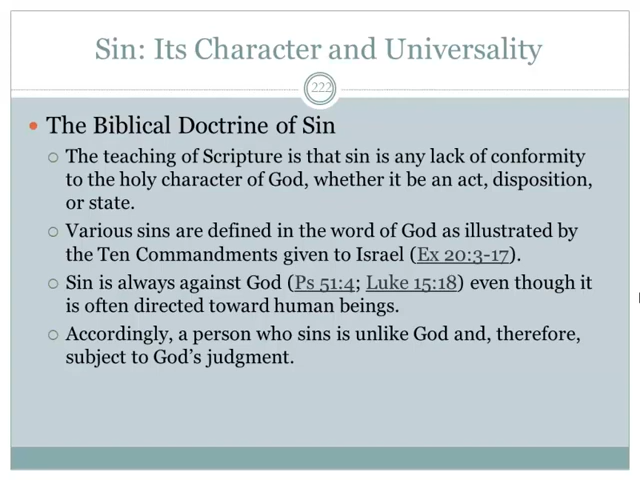 Sin: Its Character and Universality
222
• The Biblical Doctrine of Sin
○ The teaching of Scripture is that sin is any lack of conformity
to the holy character of God, whether it be an act, disposition,
or state.
○ Various sins are defined in the word of God as illustrated by
the Ten Commandments given to Israel (Ex 20:3-17).
○ Sin is always against God (Ps 51:4; Luke 15:18) even though it
is often directed toward human beings.
○ Accordingly, a person who sins is unlike God and, therefore,
subject to God's judgment.